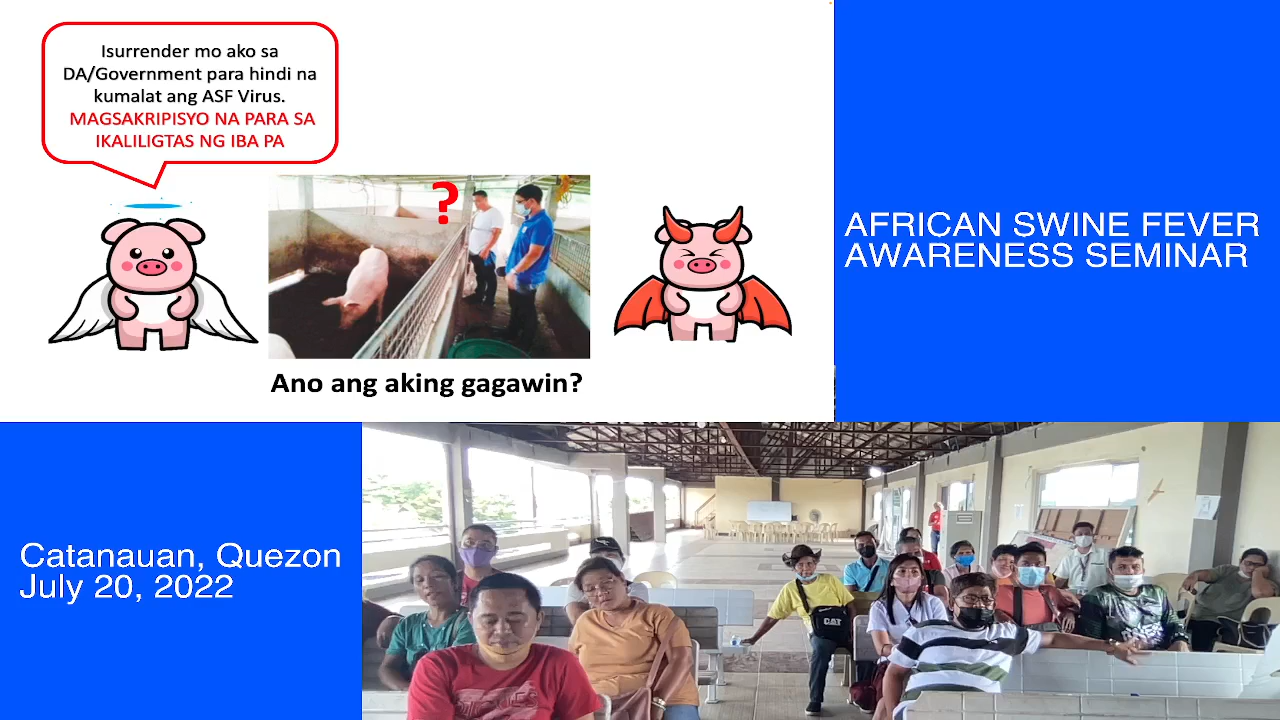 Isurrender mo ako sa
DA/Government para hindi na
kumalat ang ASF Virus.
MAGSAKRIPISYO NA PARA SA
IKALILIGTAS NG IBA PA
?
Ano ang aking gagawin?
AFRICAN SWINE FEVER
AWARENESS SEMINAR
Catanauan, Quezon
July 20, 2022
CAT